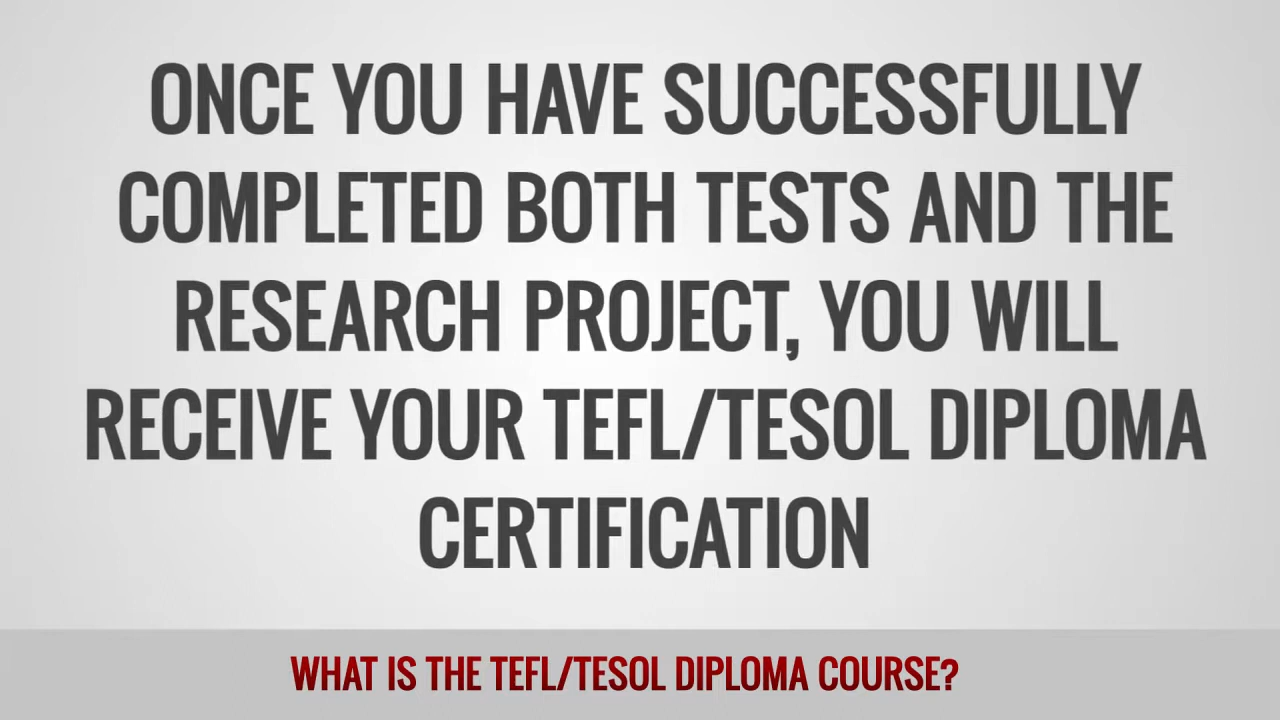 ONCE YOU HAVE SUCCESSFULLY
COMPLETED BOTH TESTS AND THE
RESEARCH PROJECT, YOU WILL
RECEIVE YOUR TEFL/TESOL DIPLOMA
CERTIFICATION
WHAT IS THE TEFL/TESOL DIPLOMA COURSE?